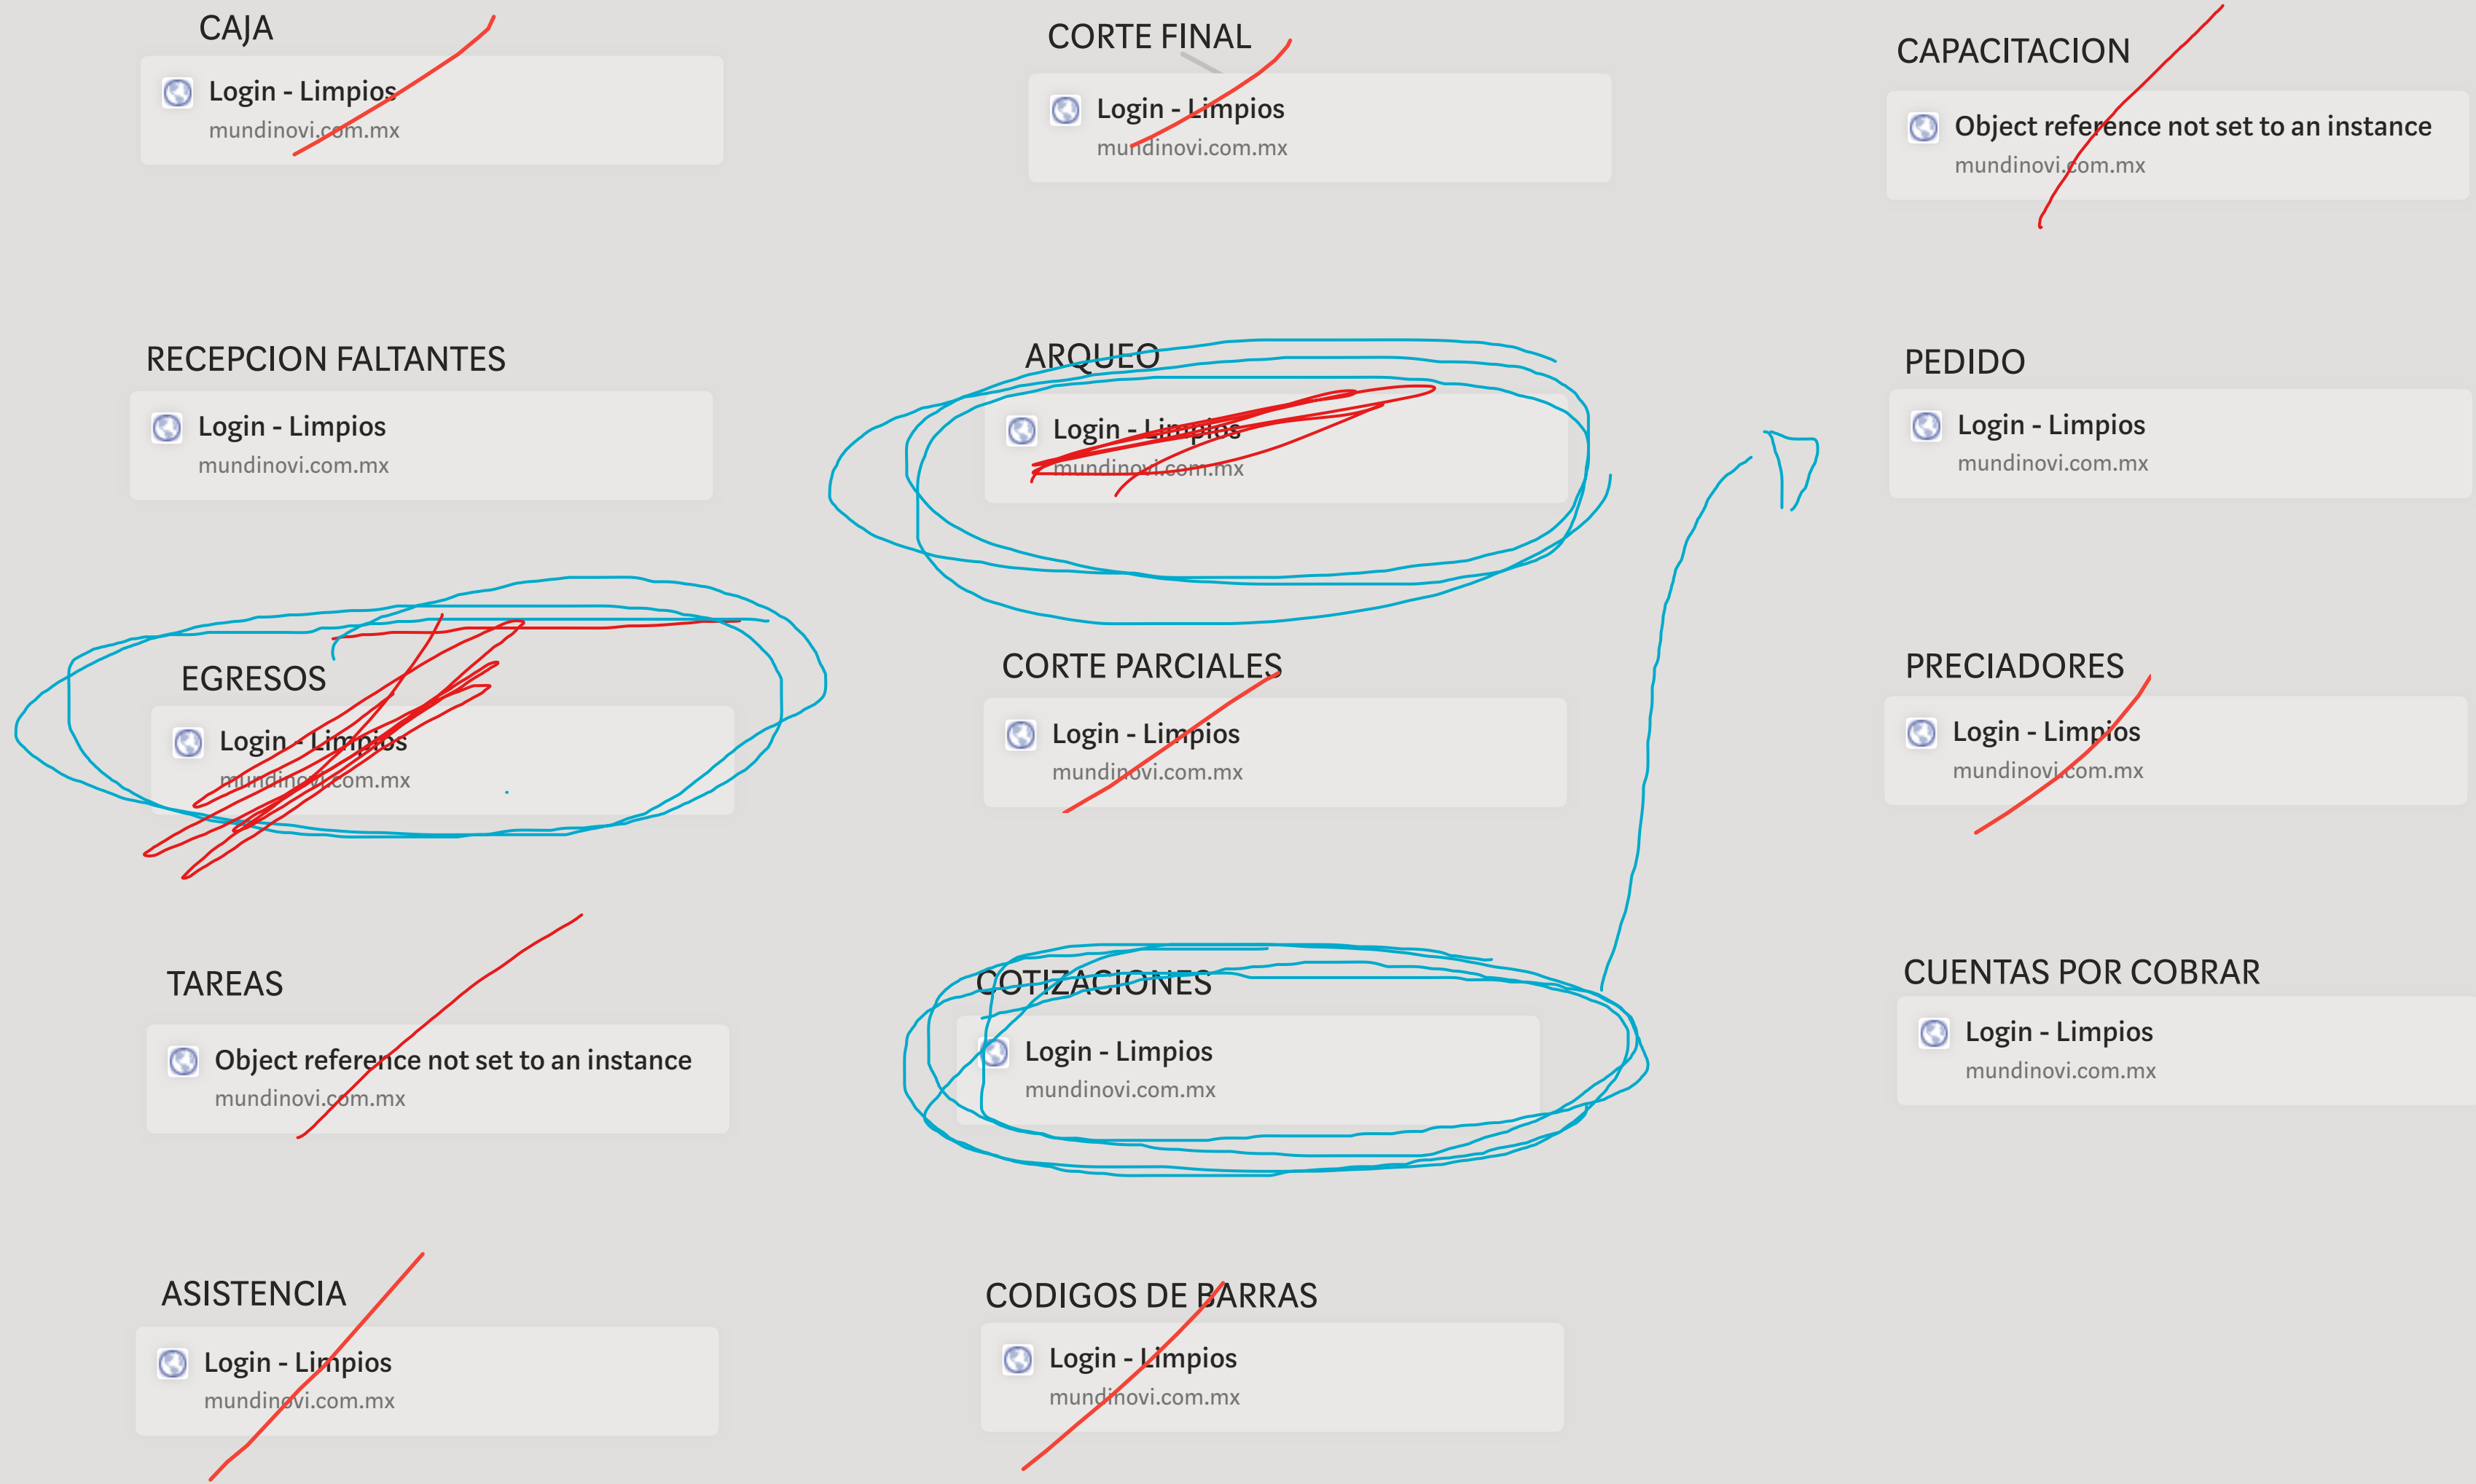 CAJA
Login - Limpios
mundinovi.com.mx
CORTE FINAL
Login - Limpios
mundinovi.com.mx
CAPACITACION
Object reference not set to an instance
mundinovi.com.mx
RECEPCION FALTANTES
Login - Limpios
mundinovi.com.mx
ARQUEO
Login - Limpios
mundinovi.com.mx
PEDIDO
Login - Limpios
mundinovi.com.mx
EGRESOS
Login - Limpios
mundinovi.com.mx
CORTE PARCIALES
Login - Limpios
mundinovi.com.mx
PRECIADORES
Login - Limpios
mundinovi.com.mx
TAREAS
Object reference not set to an instance
mundinovi.com.mx
COTIZACIONES
Login - Limpios
mundinovi.com.mx
CUENTAS POR COBRAR
Login - Limpios
mundinovi.com.mx
ASISTENCIA
Login - Limpios
mundinovi.com.mx
CODIGOS DE BARRAS
Login - Limpios
mundinovi.com.mx